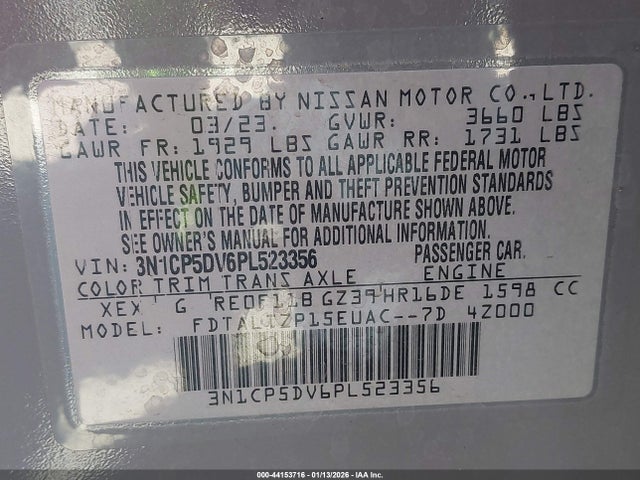 MANUFACTURED BY NISSAN MOTOR CO., LTD.
DATE: 03/23. GVWR: 3660 LBS
GAWR FR: 1929 LBS GAWR RR: 1731 LBS
THIS VEHICLE CONFORMS TO ALL APPLICABLE FEDERAL MOTOR
VEHICLE SAFETY, BUMPER AND THEFT PREVENTION STANDARDS
IN EFFECT ON THE DATE OF MANUFACTURE SHOWN ABOVE.
SEE OWNER'S MANUAL FOR ADDITIONAL INFORMATION
VIN: 3N1CP5DV6PL523356 PASSENGER CAR.
COLOR TRIM TRANS AXLE ENGINE
XEX G RE0F11B GZ39 HR16DE 1598 CC
MODEL: FDTALTZP15EUAC--7D 4Z000
3N1CP5DV6PL523356
000-44153716 - 01/13/2026 - IAA Inc.